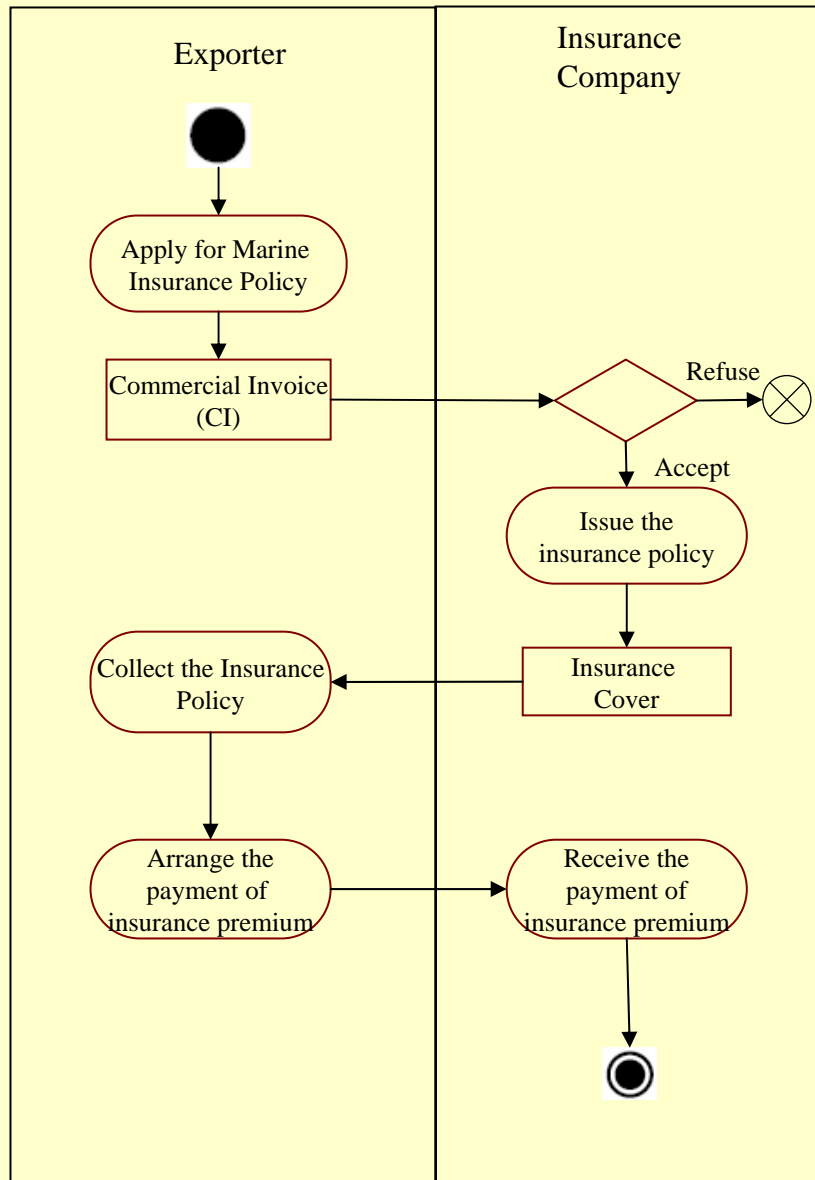 Exporter
Insurance
Company
Apply for Marine
Insurance Policy
Commercial Invoice
(CI)
Refuse
Accept
Issue the
insurance policy
Collect the Insurance
Policy
Insurance
Cover
Arrange the
payment of
insurance premium
Receive the
payment of
insurance premium